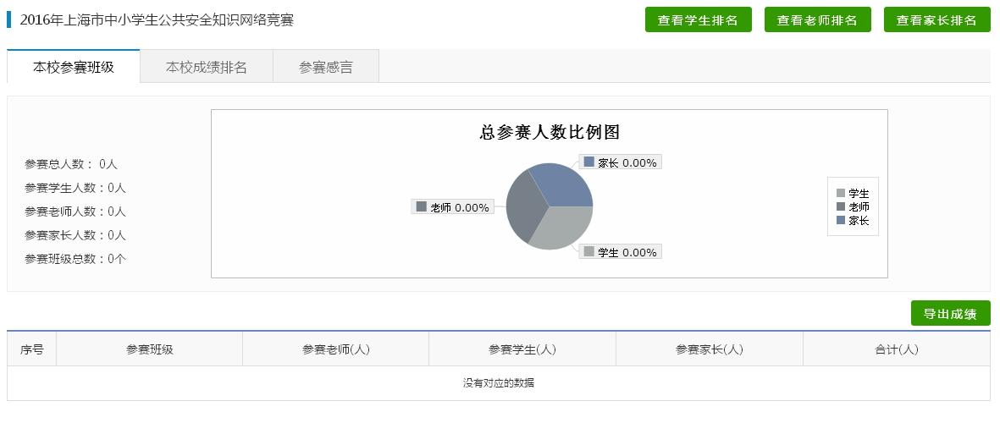 2016年上海市中小学生公共安全知识网络竞赛
查看学生排名 查看老师排名 查看家长排名
本校参赛班级 本校成绩排名 参赛感言
总参赛人数比例图
参赛总人数： 0人
参赛学生人数：0人
参赛老师人数：0人
参赛家长人数：0人
参赛班级总数：0个
家长 0.00%
老师 0.00%
学生 0.00%
学生
老师
家长
导出成绩
序号 参赛班级 参赛老师(人) 参赛学生(人) 参赛家长(人) 合计(人)
没有对应的数据